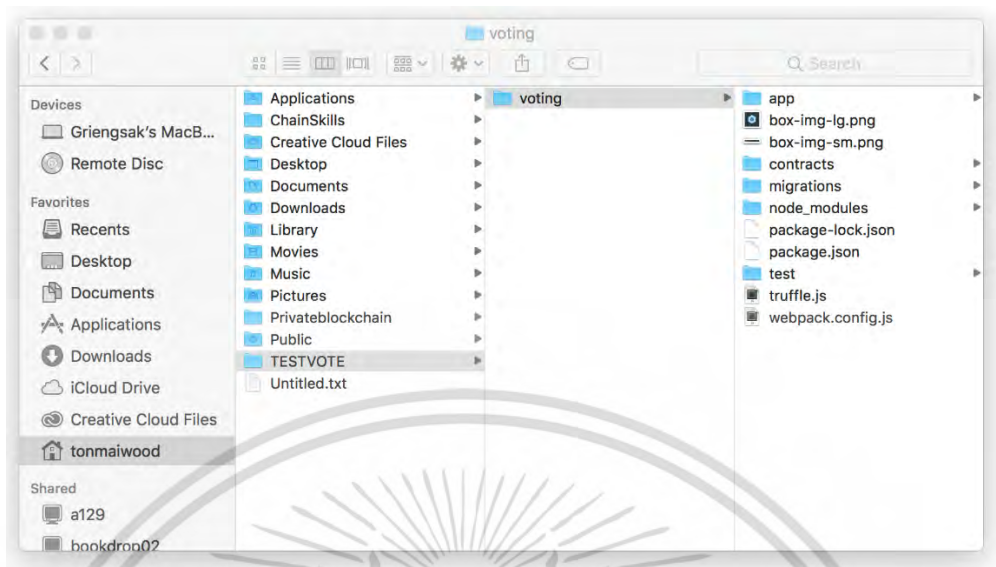 voting
Search
Devices
Griengsak's MacB...
Remote Disc
Favorites
Recents
Desktop
Documents
Applications
Downloads
iCloud Drive
Creative Cloud Files
tonmaiwood
Shared
a129
bookdrop02
Applications
ChainSkills
Creative Cloud Files
Desktop
Documents
Downloads
Library
Movies
Music
Pictures
Privateblockchain
Public
TESTVOTE
Untitled.txt
voting
app
box-img-lg.png
box-img-sm.png
contracts
migrations
node_modules
package-lock.json
package.json
test
truffle.js
webpack.config.js